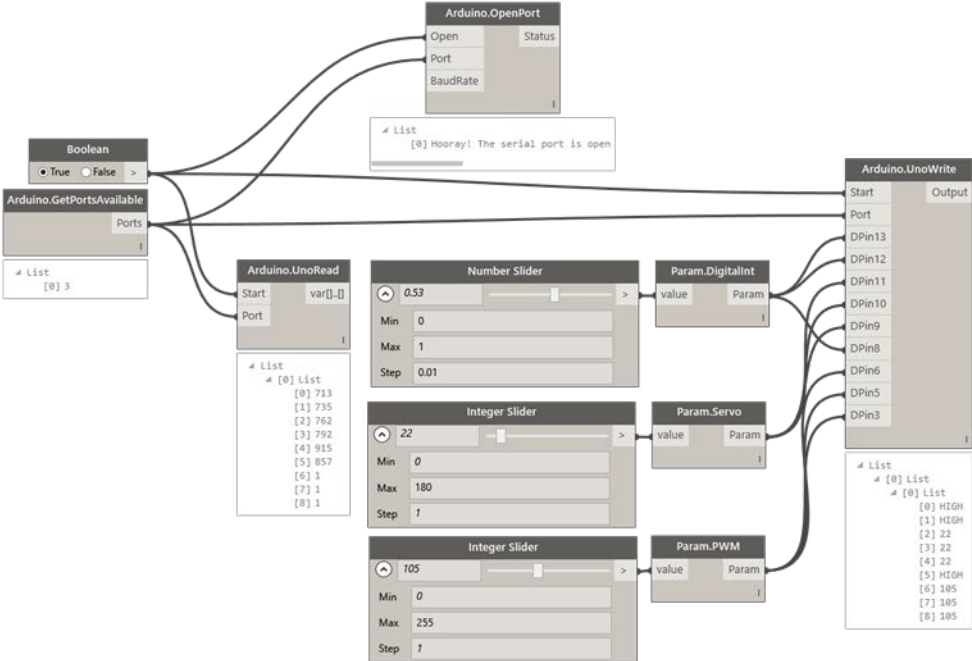 Arduino.OpenPort
Open Status
Port
BaudRate
List
[0] Hooray! The serial port is open
Boolean
True False >
Arduino.GetPortsAvailable
Ports
List
[0] 3
Arduino.UnoRead
Start var[]..[]
Port
List
[0] List
[0] 713
[1] 735
[2] 762
[3] 792
[4] 915
[5] 857
[6] 1
[7] 1
[8] 1
Number Slider
0.53 >
Min 0
Max 1
Step 0.01
Param.DigitalInt
value Param
Integer Slider
22 >
Min 0
Max 180
Step 1
Param.Servo
value Param
Integer Slider
105 >
Min 0
Max 255
Step 1
Param.PWM
value Param
Arduino.UnoWrite
Start Output
Port
DPin13
DPin12
DPin11
DPin10
DPin9
DPin8
DPin6
DPin5
DPin3
List
[0] List
[0] List
[0] HIGH
[1] HIGH
[2] 22
[3] 22
[4] 22
[5] HIGH
[6] 105
[7] 105
[8] 105